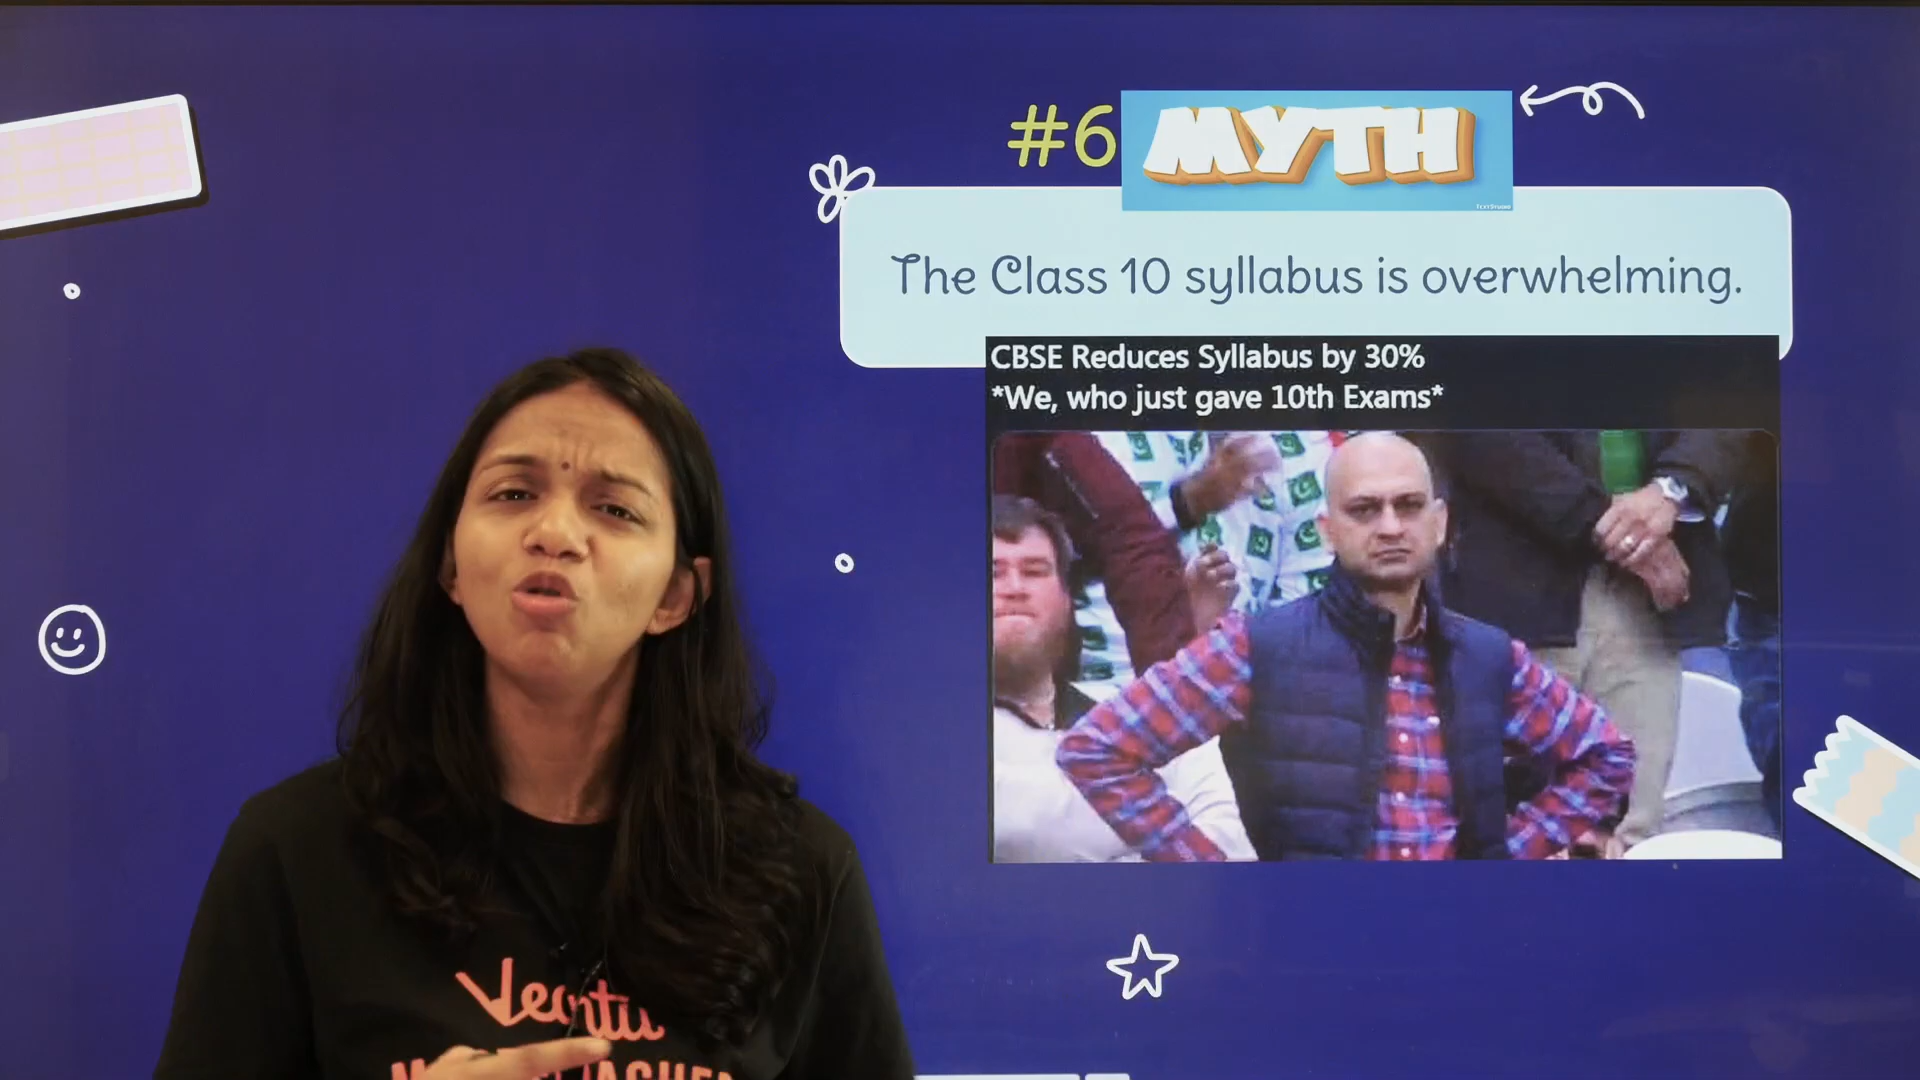 #6 MYTH
The Class 10 syllabus is overwhelming.
CBSE Reduces Syllabus by 30%
*We, who just gave 10th Exams*
Vedantu